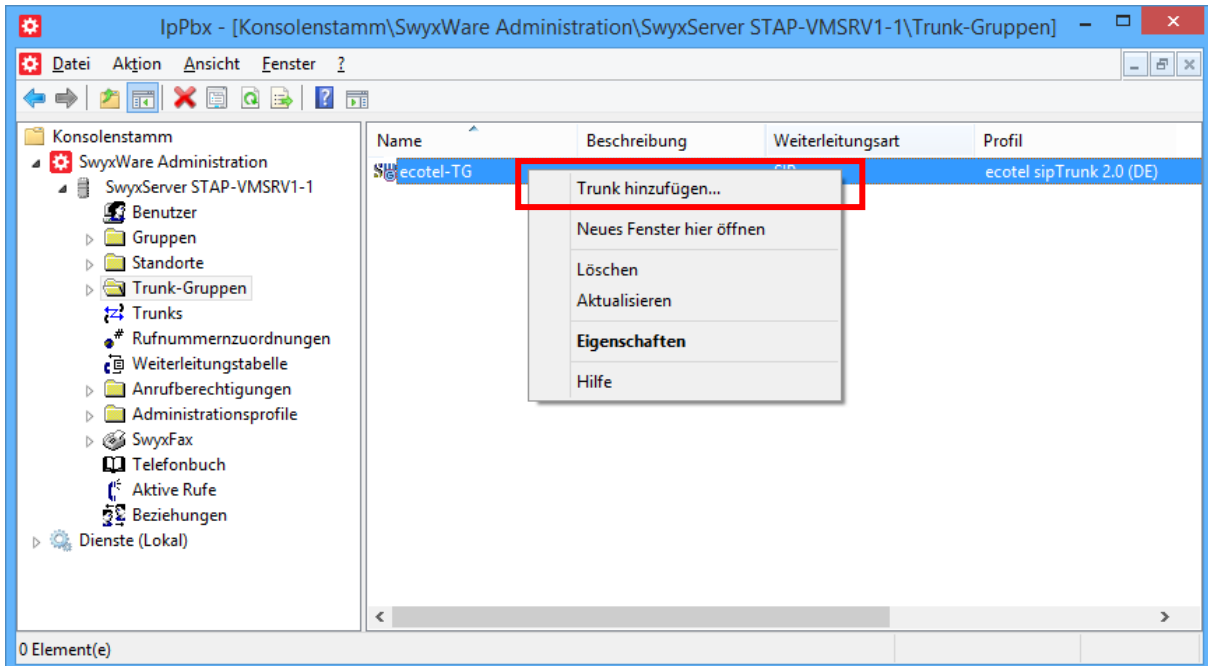 IpPbx - [Konsolenstamm\SwyxWare Administration\SwyxServer STAP-VMSRV1-1\Trunk-Gruppen]
Datei Aktion Ansicht Fenster ?
Konsolenstamm
SwyxWare Administration
SwyxServer STAP-VMSRV1-1
Benutzer
Gruppen
Standorte
Trunk-Gruppen
Trunks
Rufnummernzuordnungen
Weiterleitungstabelle
Anrufberechtigungen
Administrationsprofile
SwyxFax
Telefonbuch
Aktive Rufe
Beziehungen
Dienste (Lokal)
Name Beschreibung Weiterleitungsart Profil
ecotel-TG SIP ecotel sipTrunk 2.0 (DE)
Trunk hinzufügen...
Neues Fenster hier öffnen
Löschen
Aktualisieren
Eigenschaften
Hilfe
0 Element(e)